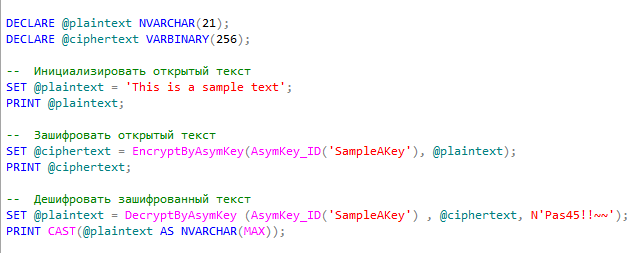 DECLARE @plaintext NVARCHAR(21);
DECLARE @ciphertext VARBINARY(256);
-- Инициализировать открытый текст
SET @plaintext = 'This is a sample text';
PRINT @plaintext;
-- Зашифровать открытый текст
SET @ciphertext = EncryptByAsymKey(AsymKey_ID('SampleAKey'), @plaintext);
PRINT @ciphertext;
-- Дешифровать зашифрованный текст
SET @plaintext = DecryptByAsymKey (AsymKey_ID('SampleAKey') , @ciphertext, N'Pas45!!~~');
PRINT CAST(@plaintext AS NVARCHAR(MAX));